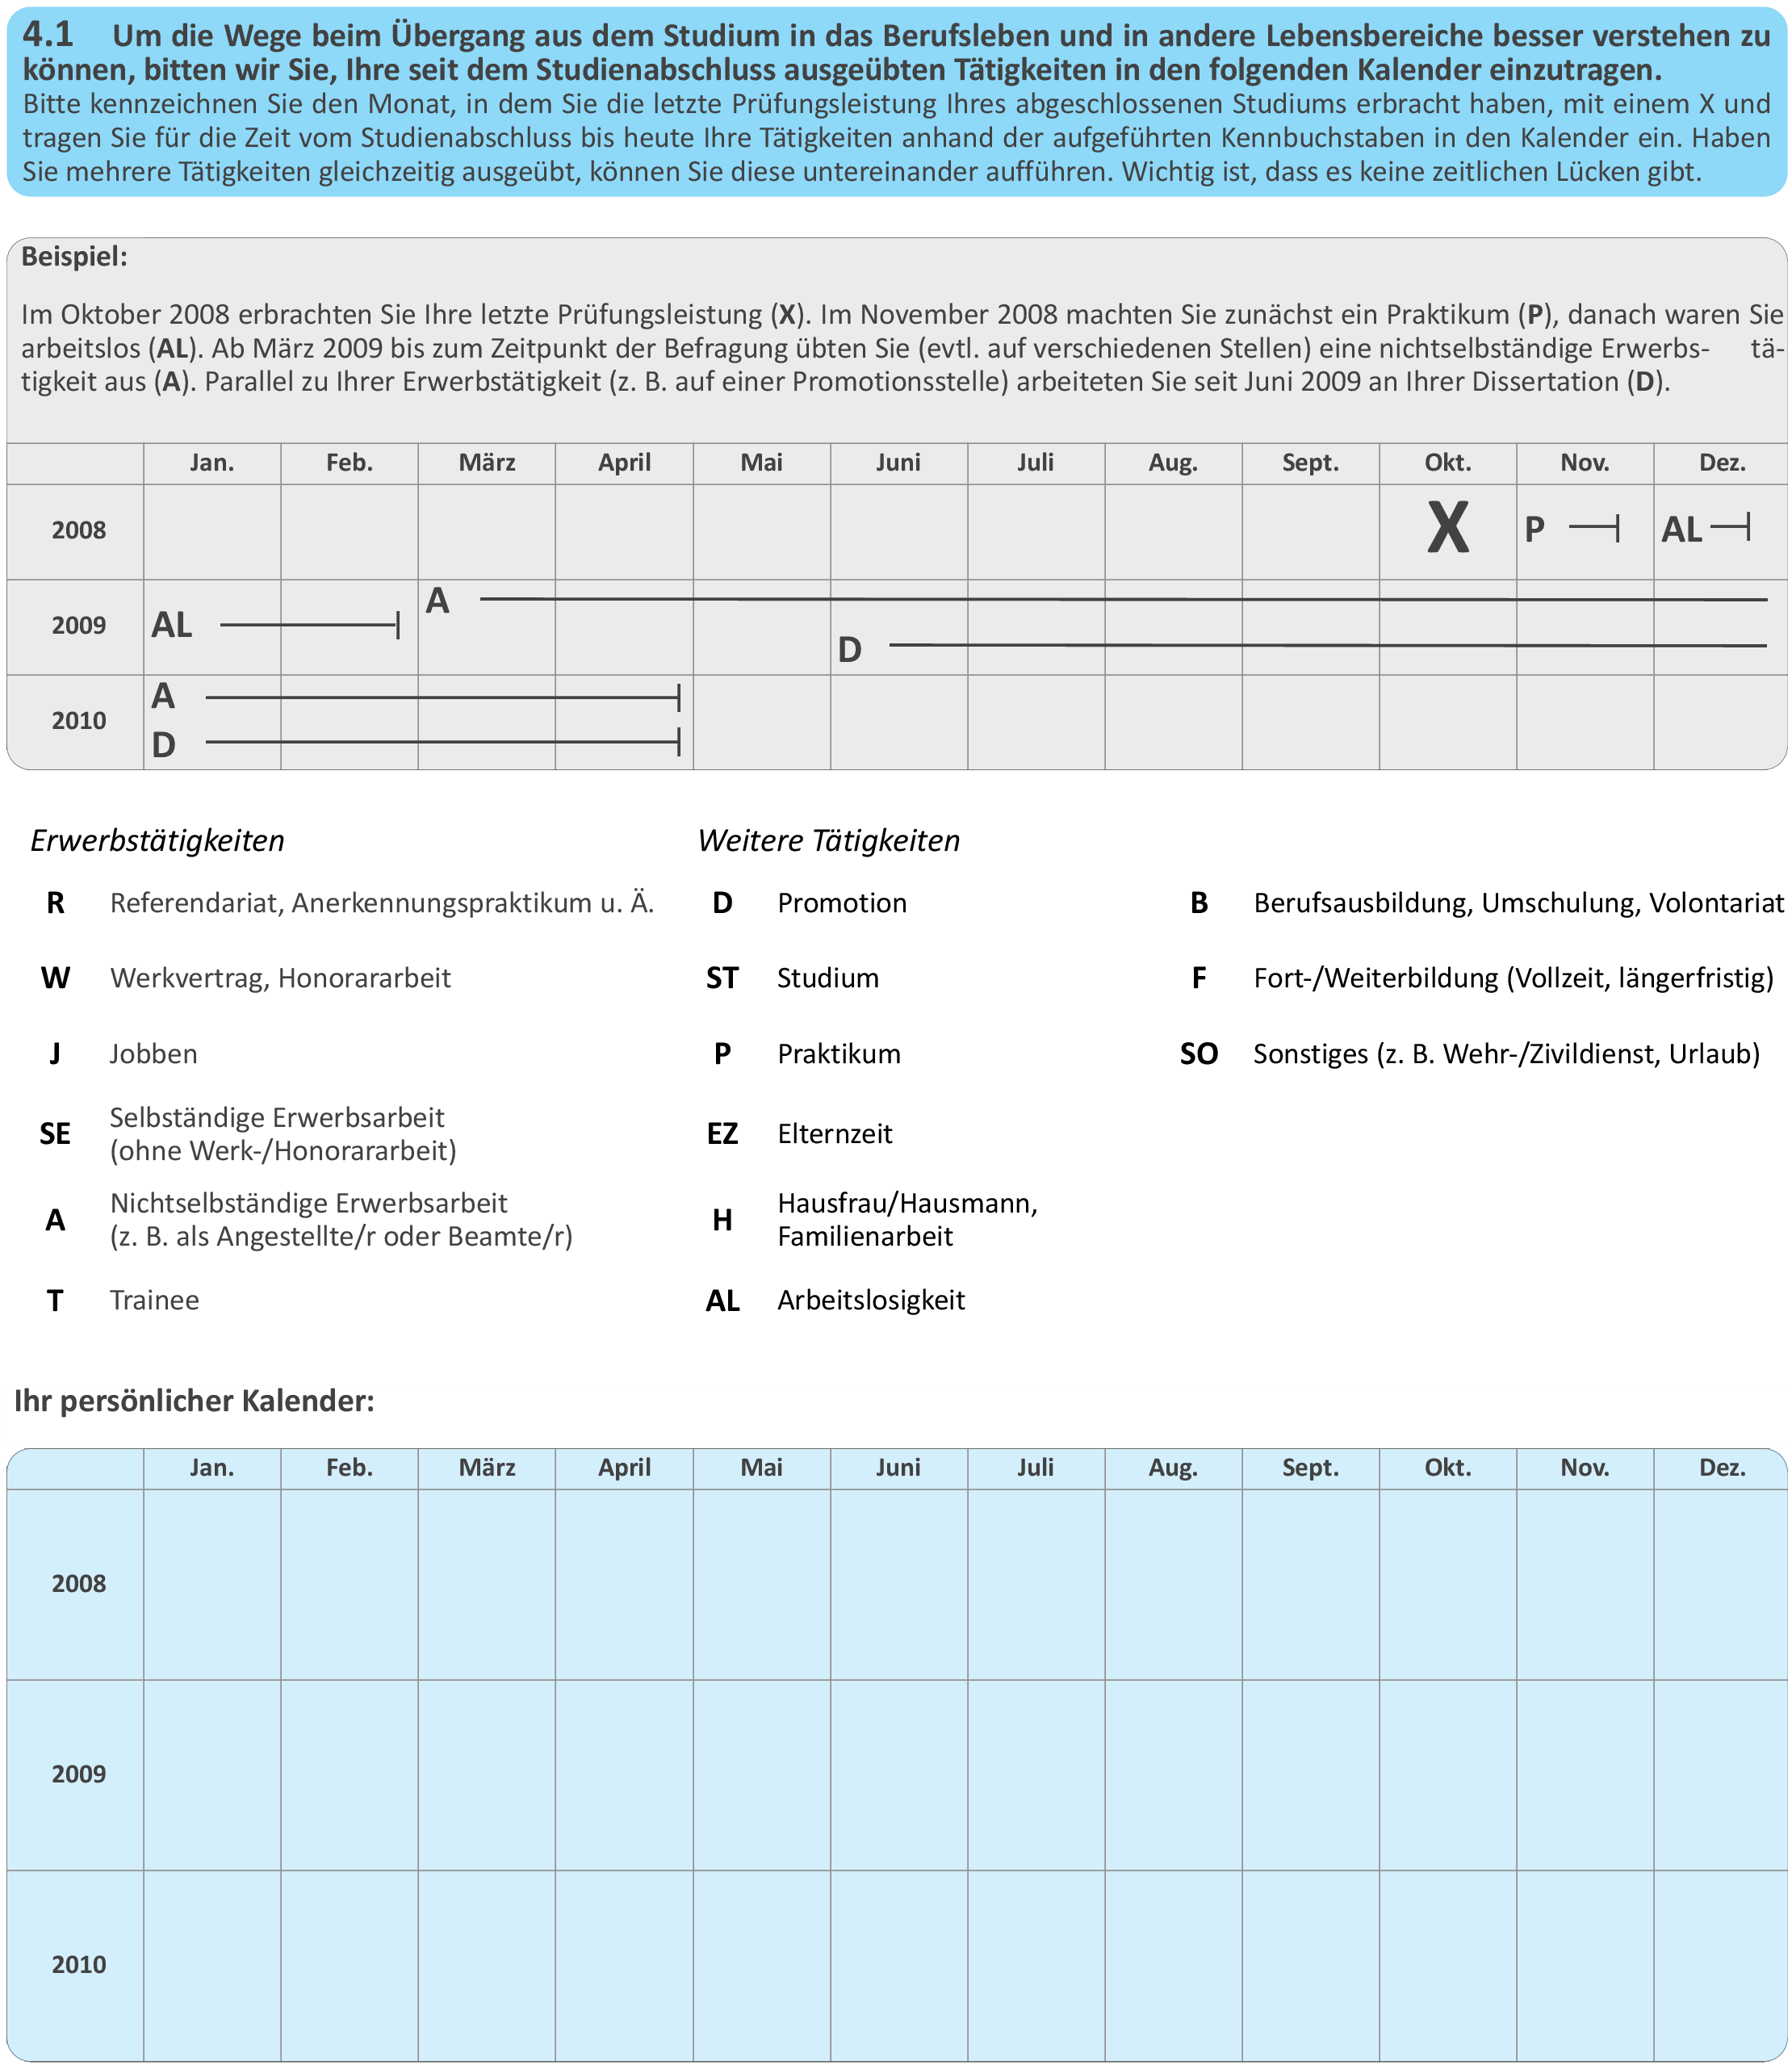 4.1 Um die Wege beim Übergang aus dem Studium in das Berufsleben und in andere Lebensbereiche besser verstehen zu
können, bitten wir Sie, Ihre seit dem Studienabschluss ausgeübten Tätigkeiten in den folgenden Kalender einzutragen.
Bitte kennzeichnen Sie den Monat, in dem Sie die letzte Prüfungsleistung Ihres abgeschlossenen Studiums erbracht haben, mit einem X und
tragen Sie für die Zeit vom Studienabschluss bis heute Ihre Tätigkeiten anhand der aufgeführten Kennbuchstaben in den Kalender ein. Haben
Sie mehrere Tätigkeiten gleichzeitig ausgeübt, können Sie diese untereinander aufführen. Wichtig ist, dass es keine zeitlichen Lücken gibt.
Beispiel:
Im Oktober 2008 erbrachten Sie Ihre letzte Prüfungsleistung (X). Im November 2008 machten Sie zunächst ein Praktikum (P), danach waren Sie
arbeitslos (AL). Ab März 2009 bis zum Zeitpunkt der Befragung übten Sie (evtl. auf verschiedenen Stellen) eine nichtselbständige Erwerbs- tä-
tigkeit aus (A). Parallel zu Ihrer Erwerbstätigkeit (z. B. auf einer Promotionsstelle) arbeiteten Sie seit Juni 2009 an Ihrer Dissertation (D).
Jan. Feb. März April Mai Juni Juli Aug. Sept. Okt. Nov. Dez.
2008 X P AL
2009 AL A D
2010 A D
Erwerbstätigkeiten Weitere Tätigkeiten
R Referendariat, Anerkennungspraktikum u. Ä. D Promotion B Berufsausbildung, Umschulung, Volontariat
W Werkvertrag, Honorararbeit ST Studium F Fort-/Weiterbildung (Vollzeit, längerfristig)
J Jobben P Praktikum SO Sonstiges (z. B. Wehr-/Zivildienst, Urlaub)
SE Selbständige Erwerbsarbeit
(ohne Werk-/Honorararbeit) EZ Elternzeit
A Nichtselbständige Erwerbsarbeit
(z. B. als Angestellte/r oder Beamte/r) H Hausfrau/Hausmann,
Familienarbeit
T Trainee AL Arbeitslosigkeit
Ihr persönlicher Kalender:
Jan. Feb. März April Mai Juni Juli Aug. Sept. Okt. Nov. Dez.
2008
2009
2010